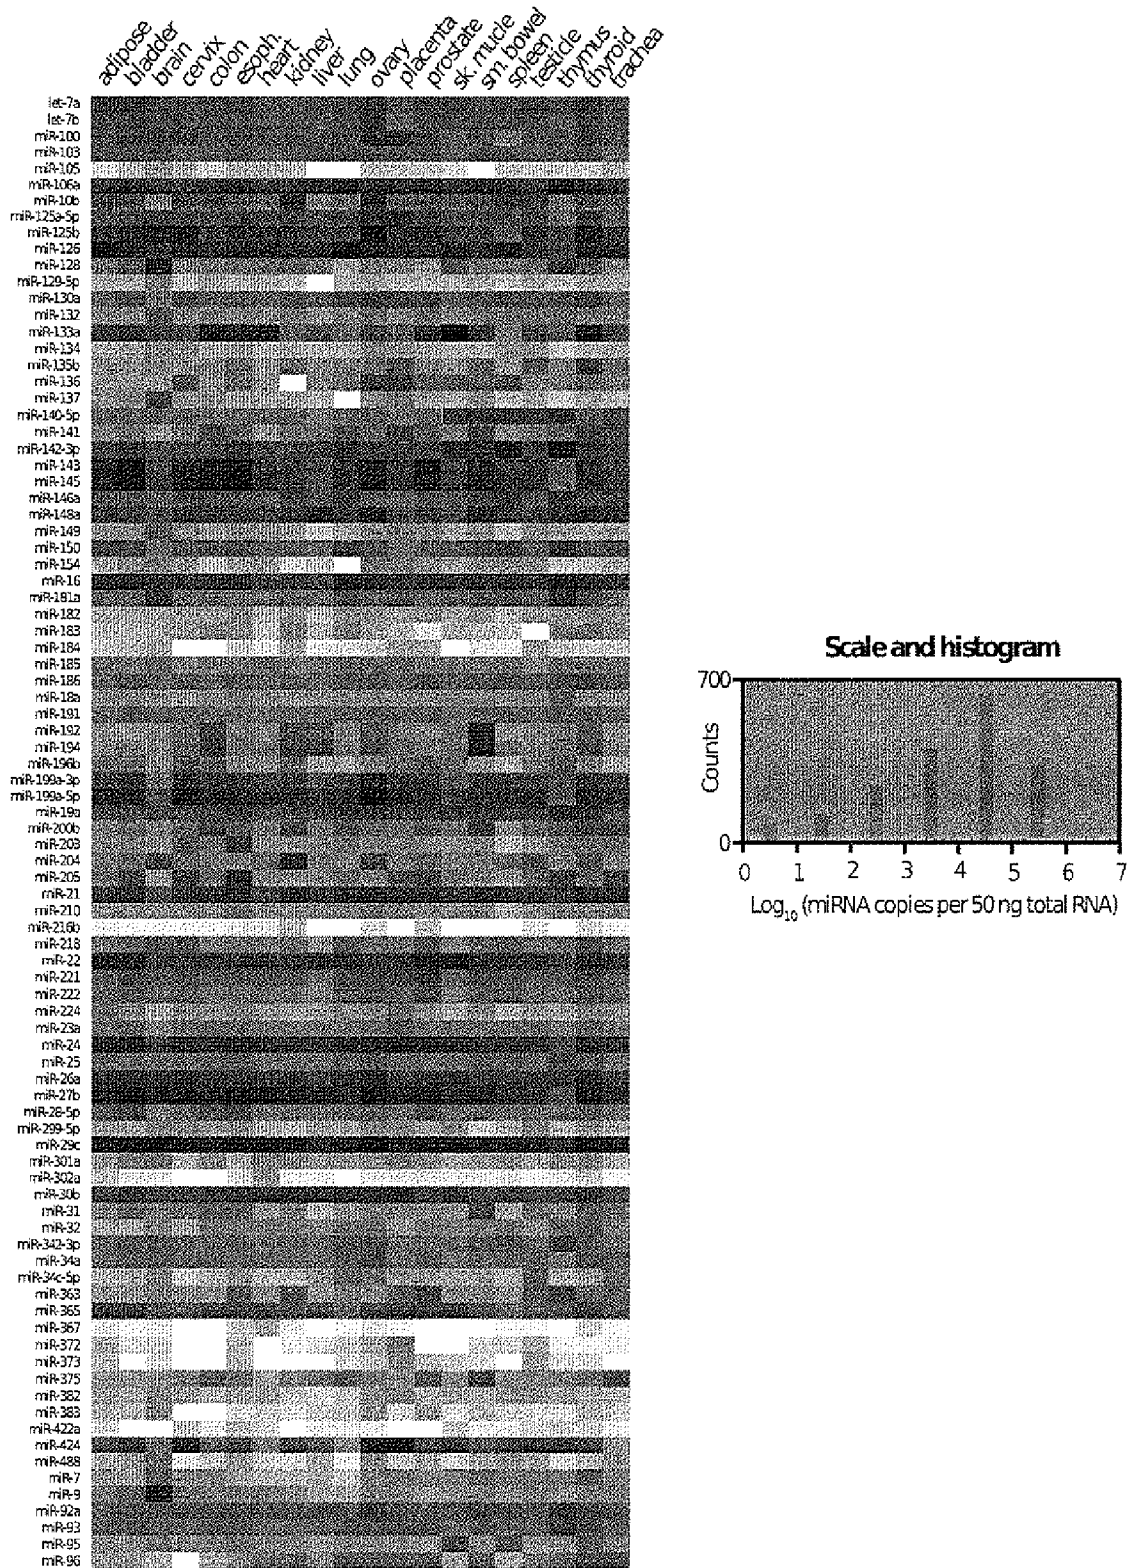 adipose
bladder
brain
cervix
colon
esoph.
heart
kidney
liver
lung
ovary
placenta
prostate
sk. mucle
sm. bowel
spleen
testicle
thymus
thyroid
trachea
let-7a
let-7b
miR-100
miR-103
miR-105
miR-106a
miR-10b
miR-125a-5p
miR-125b
miR-126
miR-128
miR-129-5p
miR-130a
miR-132
miR-133a
miR-134
miR-135b
miR-136
miR-137
miR-140-5p
miR-141
miR-142-3p
miR-143
miR-145
miR-146a
miR-148a
miR-149
miR-150
miR-154
miR-16
miR-181a
miR-182
miR-183
miR-184
miR-185
miR-186
miR-18a
miR-191
miR-192
miR-194
miR-196b
miR-199a-3p
miR-199a-5p
miR-19a
miR-200b
miR-203
miR-204
miR-205
miR-21
miR-210
miR-216b
miR-218
miR-22
miR-221
miR-222
miR-224
miR-23a
miR-24
miR-25
miR-26a
miR-27b
miR-28-5p
miR-299-5p
miR-29c
miR-301a
miR-302a
miR-30b
miR-31
miR-32
miR-342-3p
miR-34a
miR-34c-5p
miR-363
miR-365
miR-367
miR-372
miR-373
miR-375
miR-382
miR-383
miR-422a
miR-424
miR-488
miR-7
miR-9
miR-92a
miR-93
miR-95
miR-96
Scale and histogram
700
Counts
0
0 1 2 3 4 5 6 7
Log10 (miRNA copies per 50 ng total RNA)